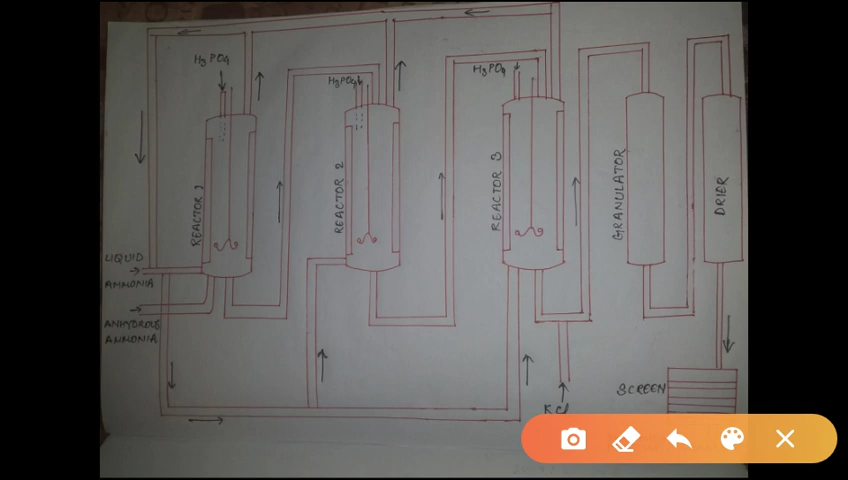 H3PO4
H3PO4
H3PO4
REACTOR 1
REACTOR 2
REACTOR 3
GRANULATOR
DRIER
LIQUID
AMMONIA
ANHYDROUS
AMMONIA
SCREEN
KCl